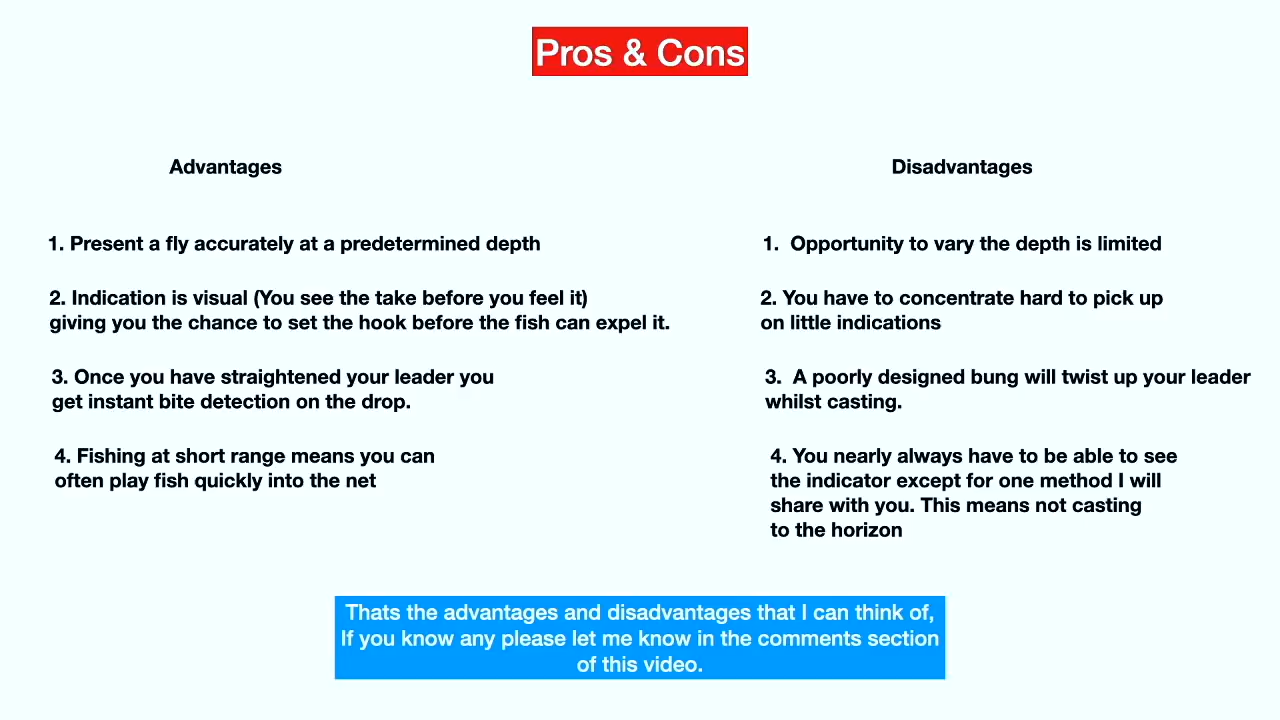 Pros & Cons
Advantages
1. Present a fly accurately at a predetermined depth
2. Indication is visual (You see the take before you feel it)
giving you the chance to set the hook before the fish can expel it.
3. Once you have straightened your leader you
get instant bite detection on the drop.
4. Fishing at short range means you can
often play fish quickly into the net
Disadvantages
1. Opportunity to vary the depth is limited
2. You have to concentrate hard to pick up
on little indications
3. A poorly designed bung will twist up your leader
whilst casting.
4. You nearly always have to be able to see
the indicator except for one method I will
share with you. This means not casting
to the horizon
Thats the advantages and disadvantages that I can think of,
If you know any please let me know in the comments section
of this video.